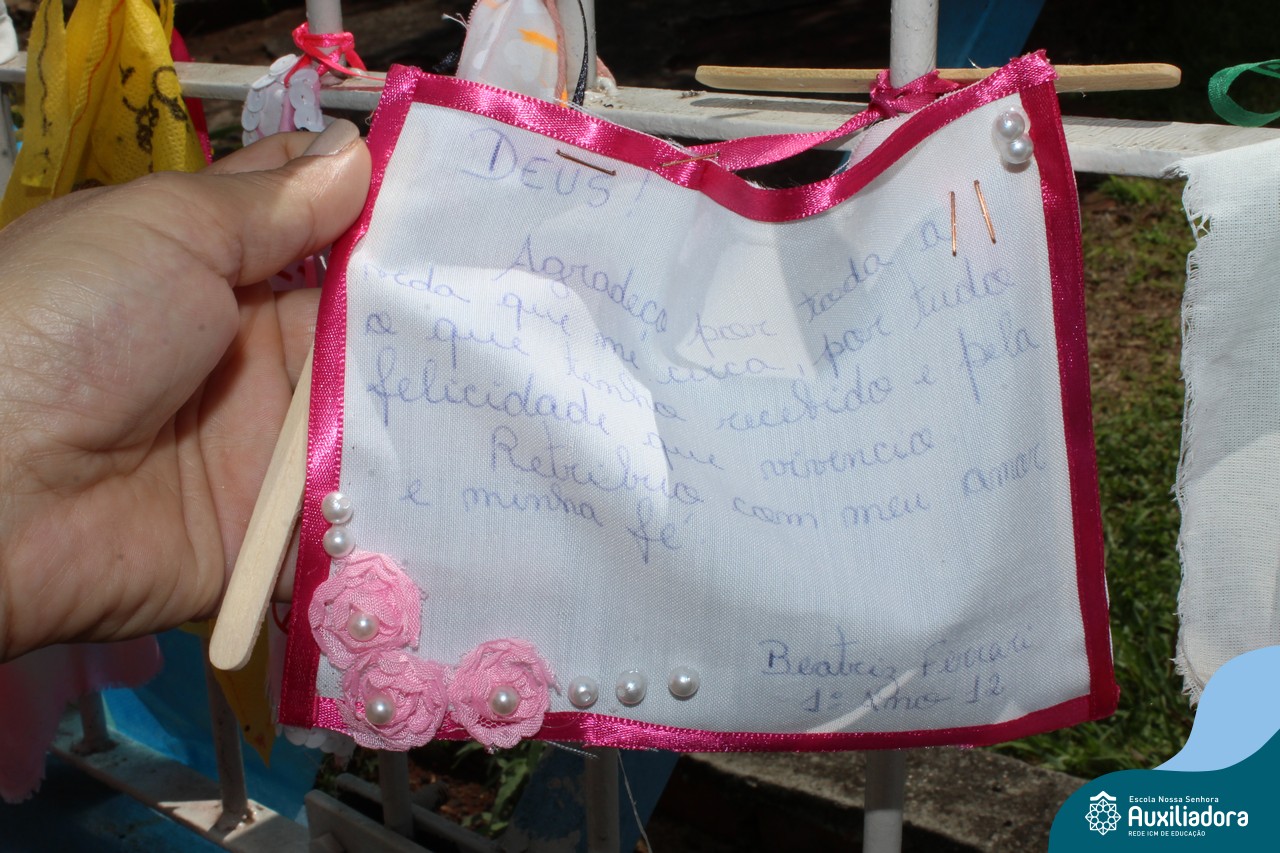 DEUS!
Agradeço por toda a
veda que me cerca, por tudo
o que tenho recebido e pela
felicidade que vivencio.
Retribuo com meu amor
e minha fé
Beatriz Ferrari
1º Ano 12
Escola Nossa Senhora
Auxiliadora
REDE ICM DE EDUCAÇÃO